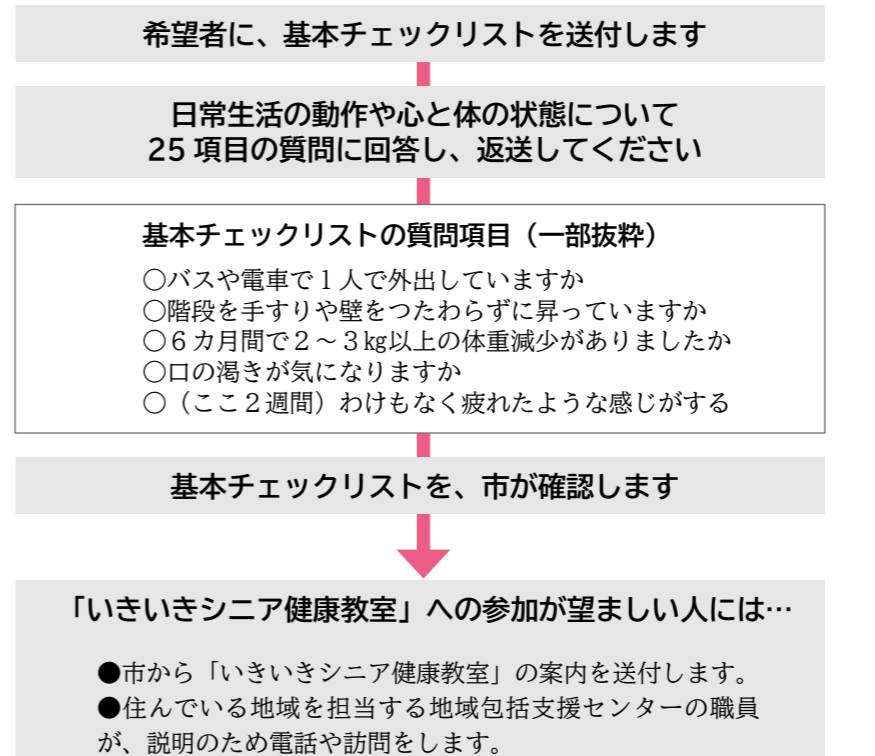 希望者に、基本チェックリストを送付します
日常生活の動作や心と体の状態について
25 項目の質問に回答し、返送してください
基本チェックリストの質問項目（一部抜粋）
○バスや電車で１人で外出していますか
○階段を手すりや壁をつたわらずに昇っていますか
○６カ月間で２～３㎏以上の体重減少がありましたか
○口の渇きが気になりますか
○（ここ２週間）わけもなく疲れたような感じがする
基本チェックリストを、市が確認します
「いきいきシニア健康教室」への参加が望ましい人には…
●市から「いきいきシニア健康教室」の案内を送付します。
●住んでいる地域を担当する地域包括支援センターの職員
が、説明のため電話や訪問をします。